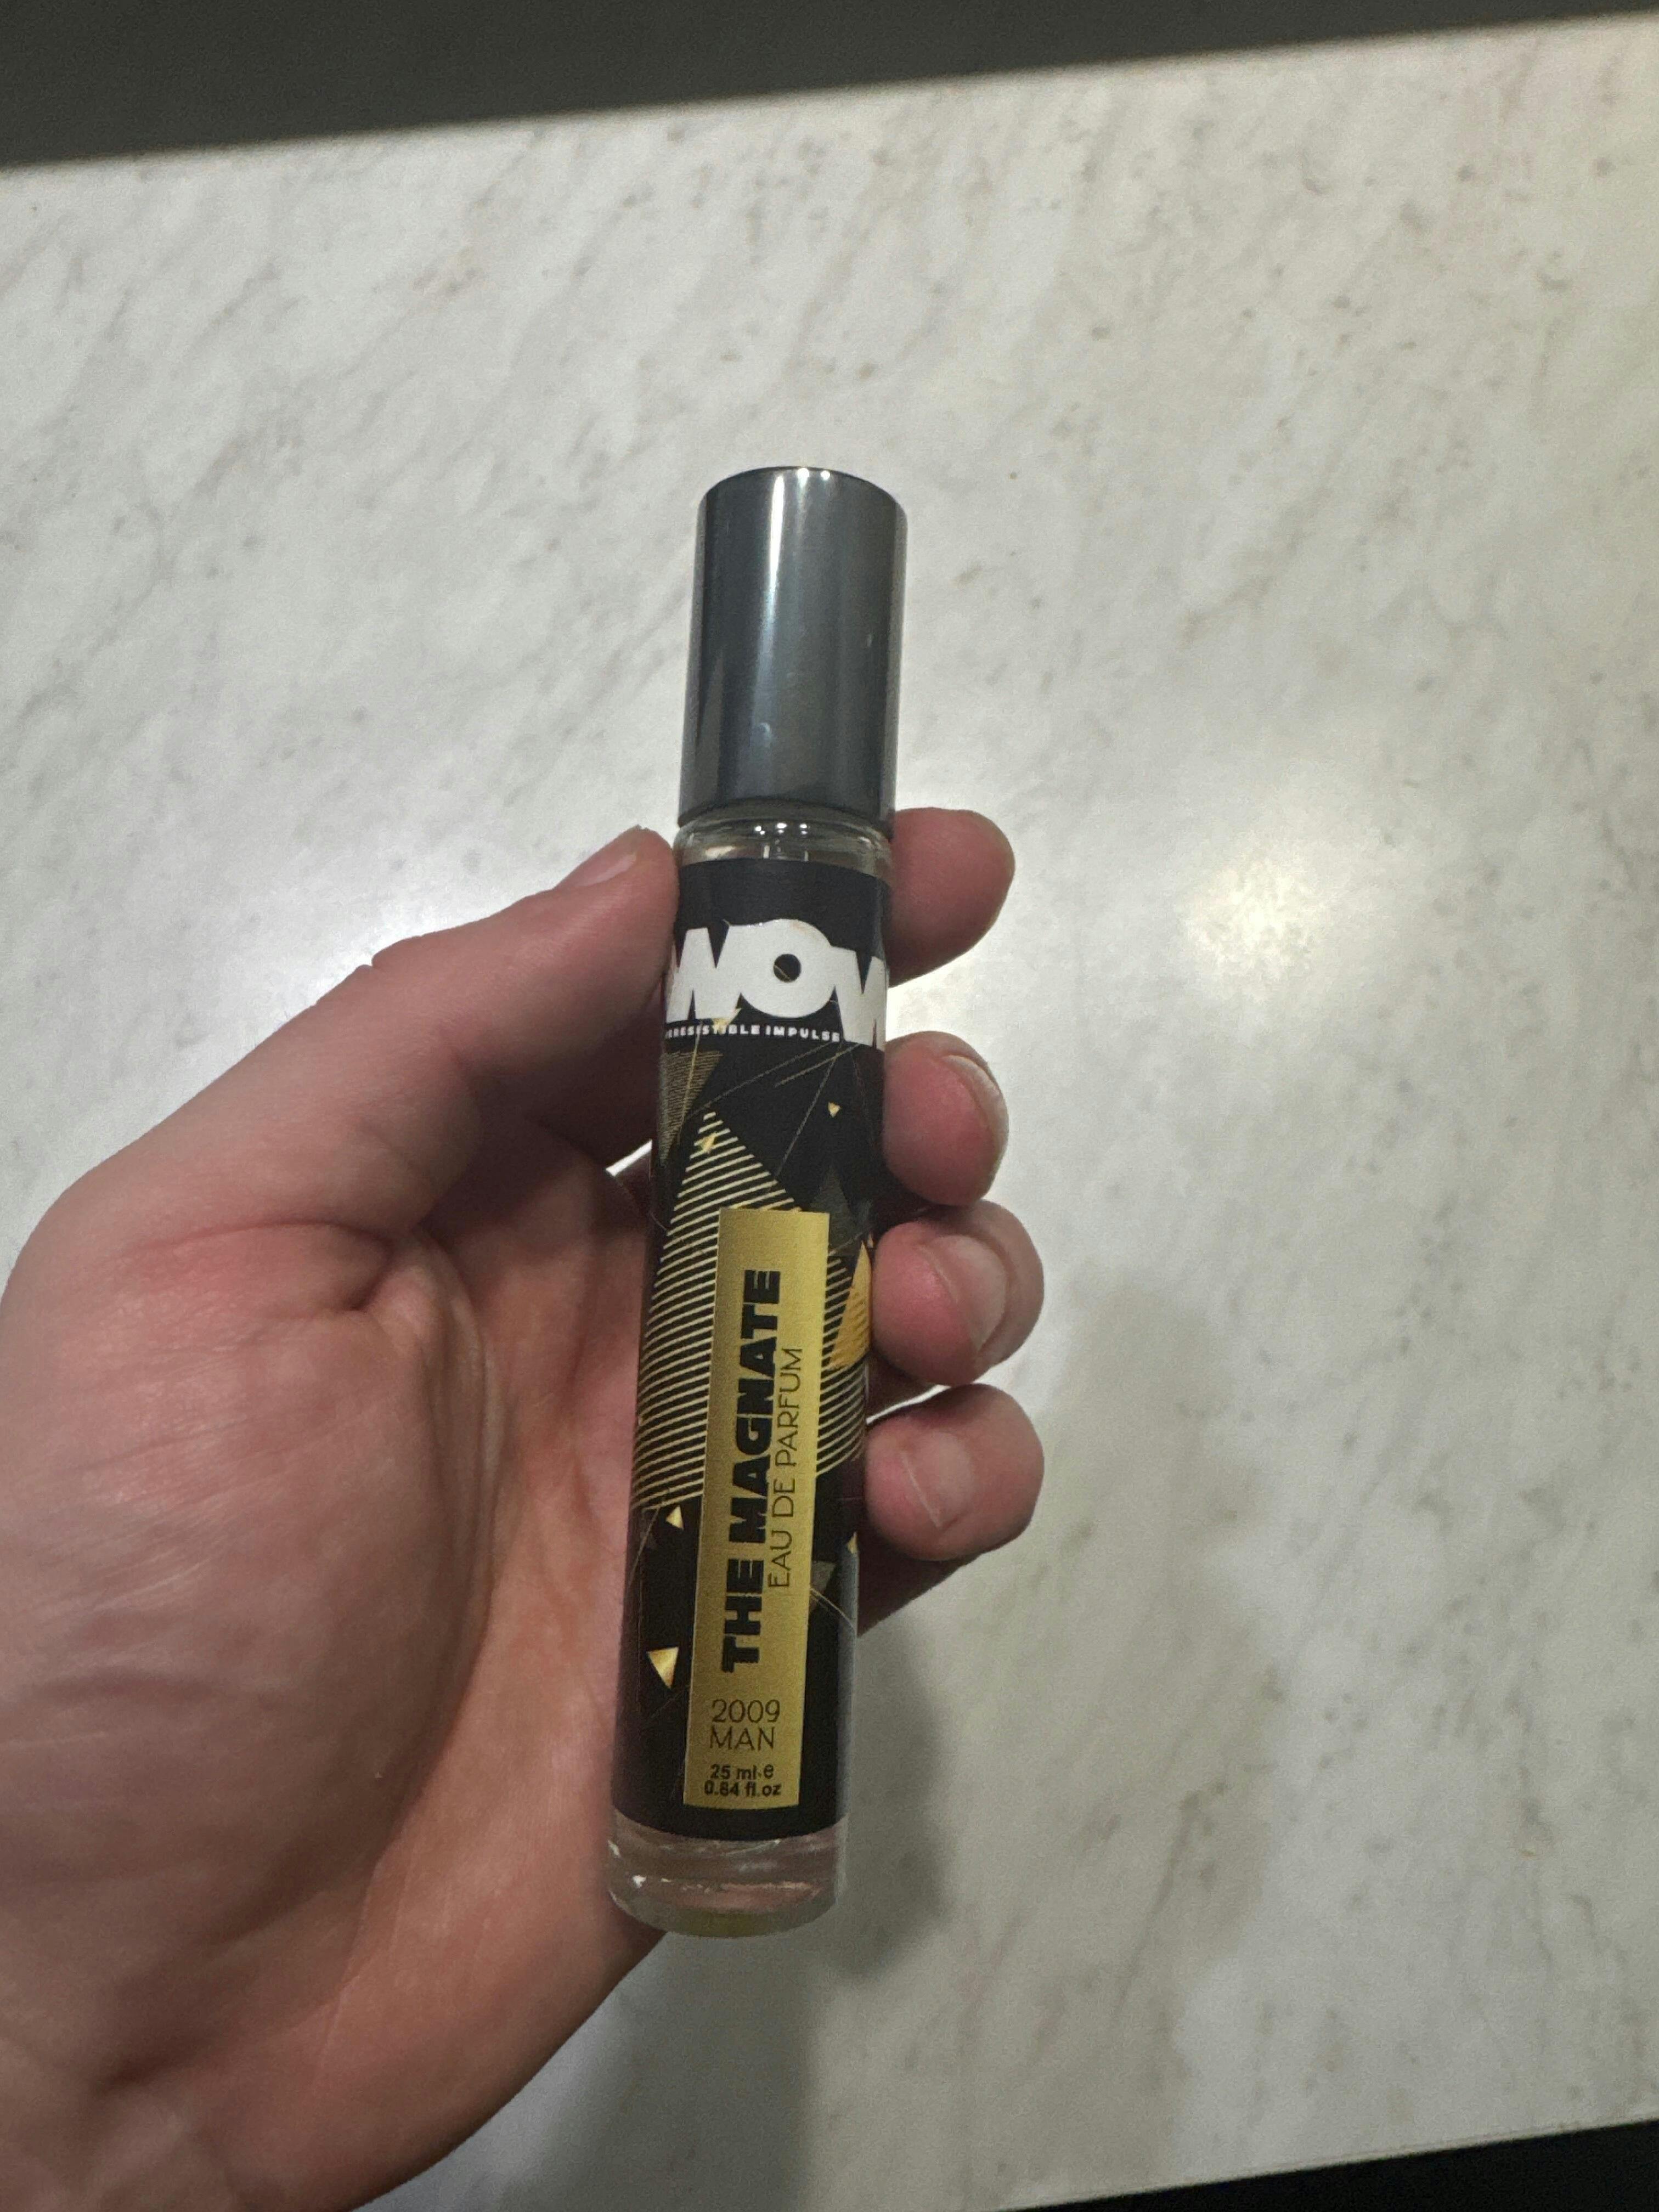 WOW
IRRESISTIBLE IMPULSE
THE MAGNATE
EAU DE PARFUM
2009
MAN
25 ml e
0.84 fl.oz